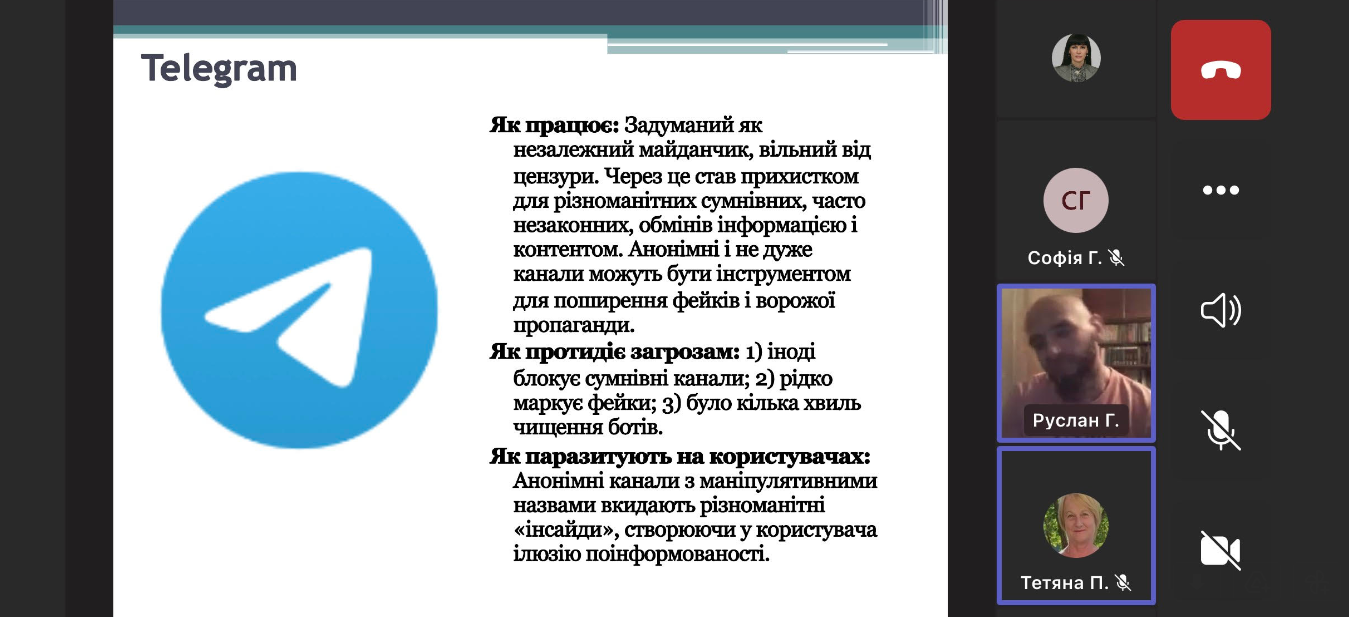 Telegram
Як працює: Задуманий як
незалежний майданчик, вільний від
цензури. Через це став прихистком
для різноманітних сумнівних, часто
незаконних, обмінів інформацією і
контентом. Анонімні і не дуже
канали можуть бути інструментом
для поширення фейків і ворожої
пропаганди.
Як протидіє загрозам: 1) іноді
блокує сумнівні канали; 2) рідко
маркує фейки; 3) було кілька хвиль
чищення ботів.
Як паразитують на користувачах:
Анонімні канали з маніпулятивними
назвами вкидають різноманітні
«інсайди», створюючи у користувача
ілюзію поінформованості.
СГ
Софія Г.
Руслан Г.
Тетяна П.